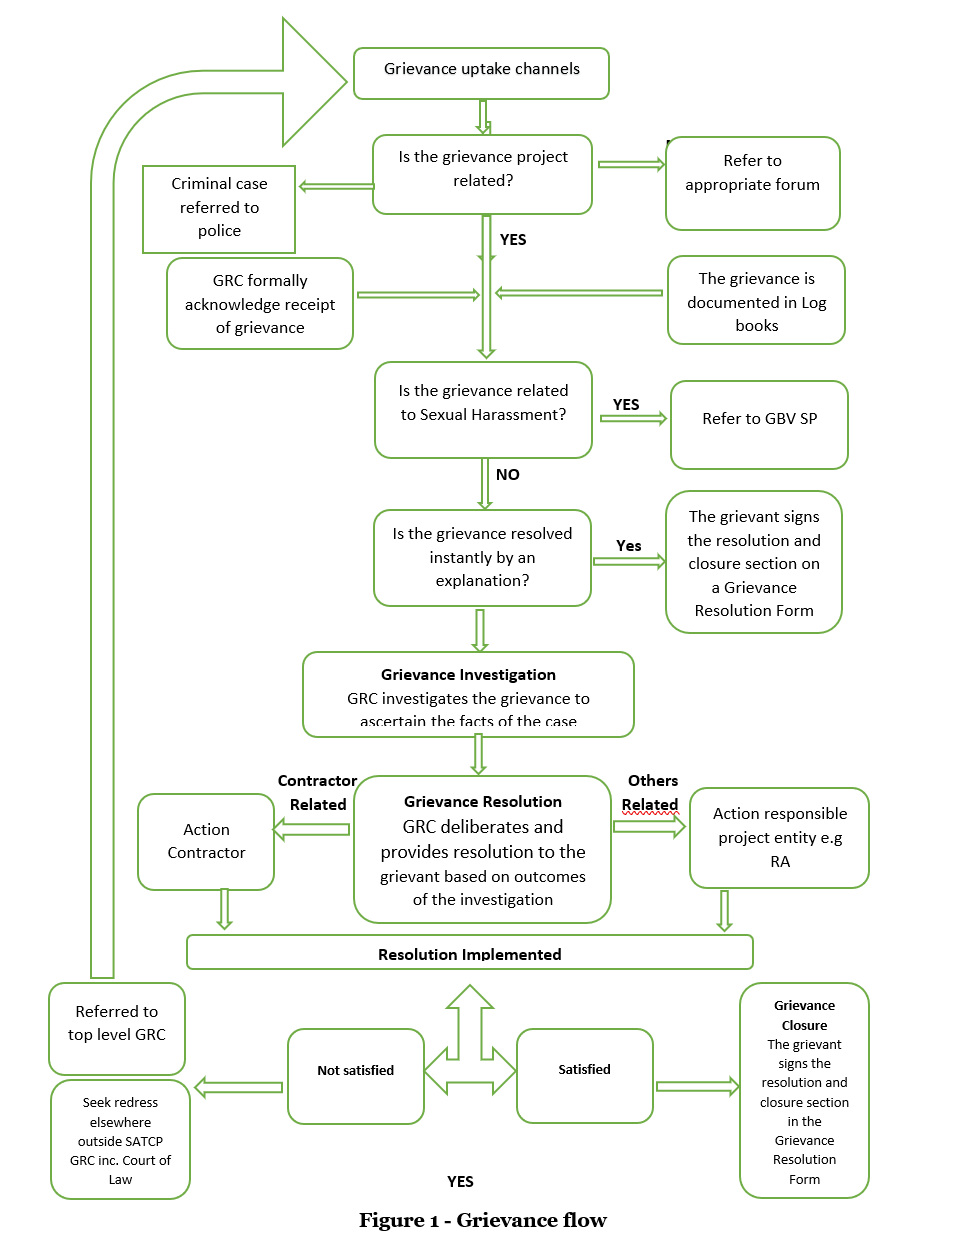 Grievance uptake channels
Is the grievance project
related?
Refer to
appropriate forum
Criminal case
referred to
police
YES
GRC formally
acknowledge receipt
of grievance
The grievance is
documented in Log
books
Is the grievance related
to Sexual Harassment?
YES
Refer to GBV SP
NO
Is the grievance resolved
instantly by an
explanation?
Yes
The grievant signs
the resolution and
closure section on
a Grievance
Resolution Form
Grievance Investigation
GRC investigates the grievance to
ascertain the facts of the case
Contractor
Related
Others
Related
Action
Contractor
Grievance Resolution
GRC deliberates and
provides resolution to the
grievant based on outcomes
of the investigation
Action responsible
project entity e.g
RA
Resolution Implemented
Referred to
top level GRC
Not satisfied
Satisfied
Grievance
Closure
The grievant
signs the
resolution and
closure section
in the
Grievance
Resolution
Form
Seek redress
elsewhere
outside SATCP
GRC inc. Court of
Law
YES
Figure 1 - Grievance flow